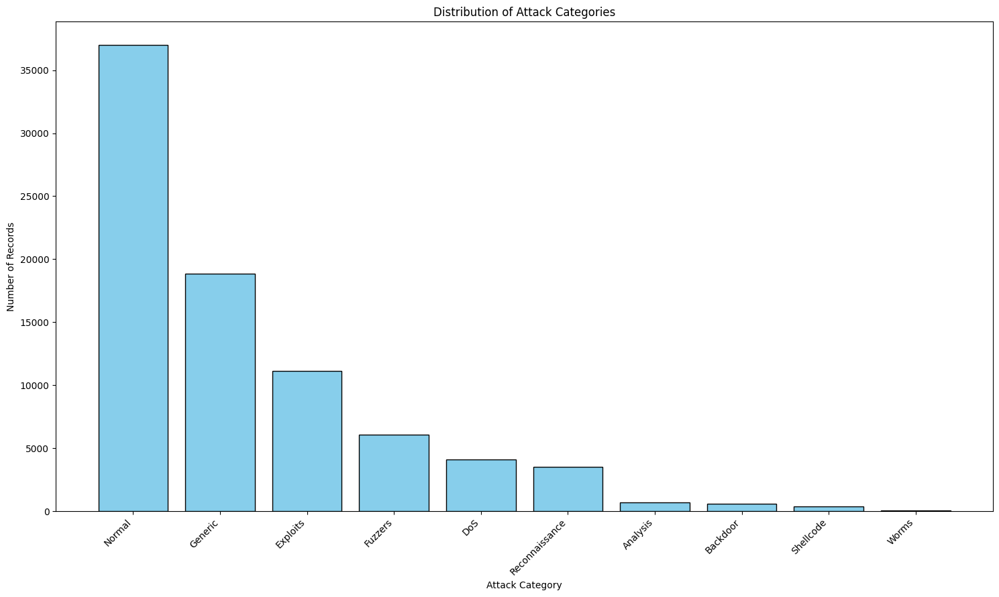 Distribution of Attack Categories
Number of Records
35000
30000
25000
20000
15000
10000
5000
0
Normal
Generic
Exploits
Fuzzers
DoS
Reconnaissance
Analysis
Backdoor
Shellcode
Worms
Attack Category